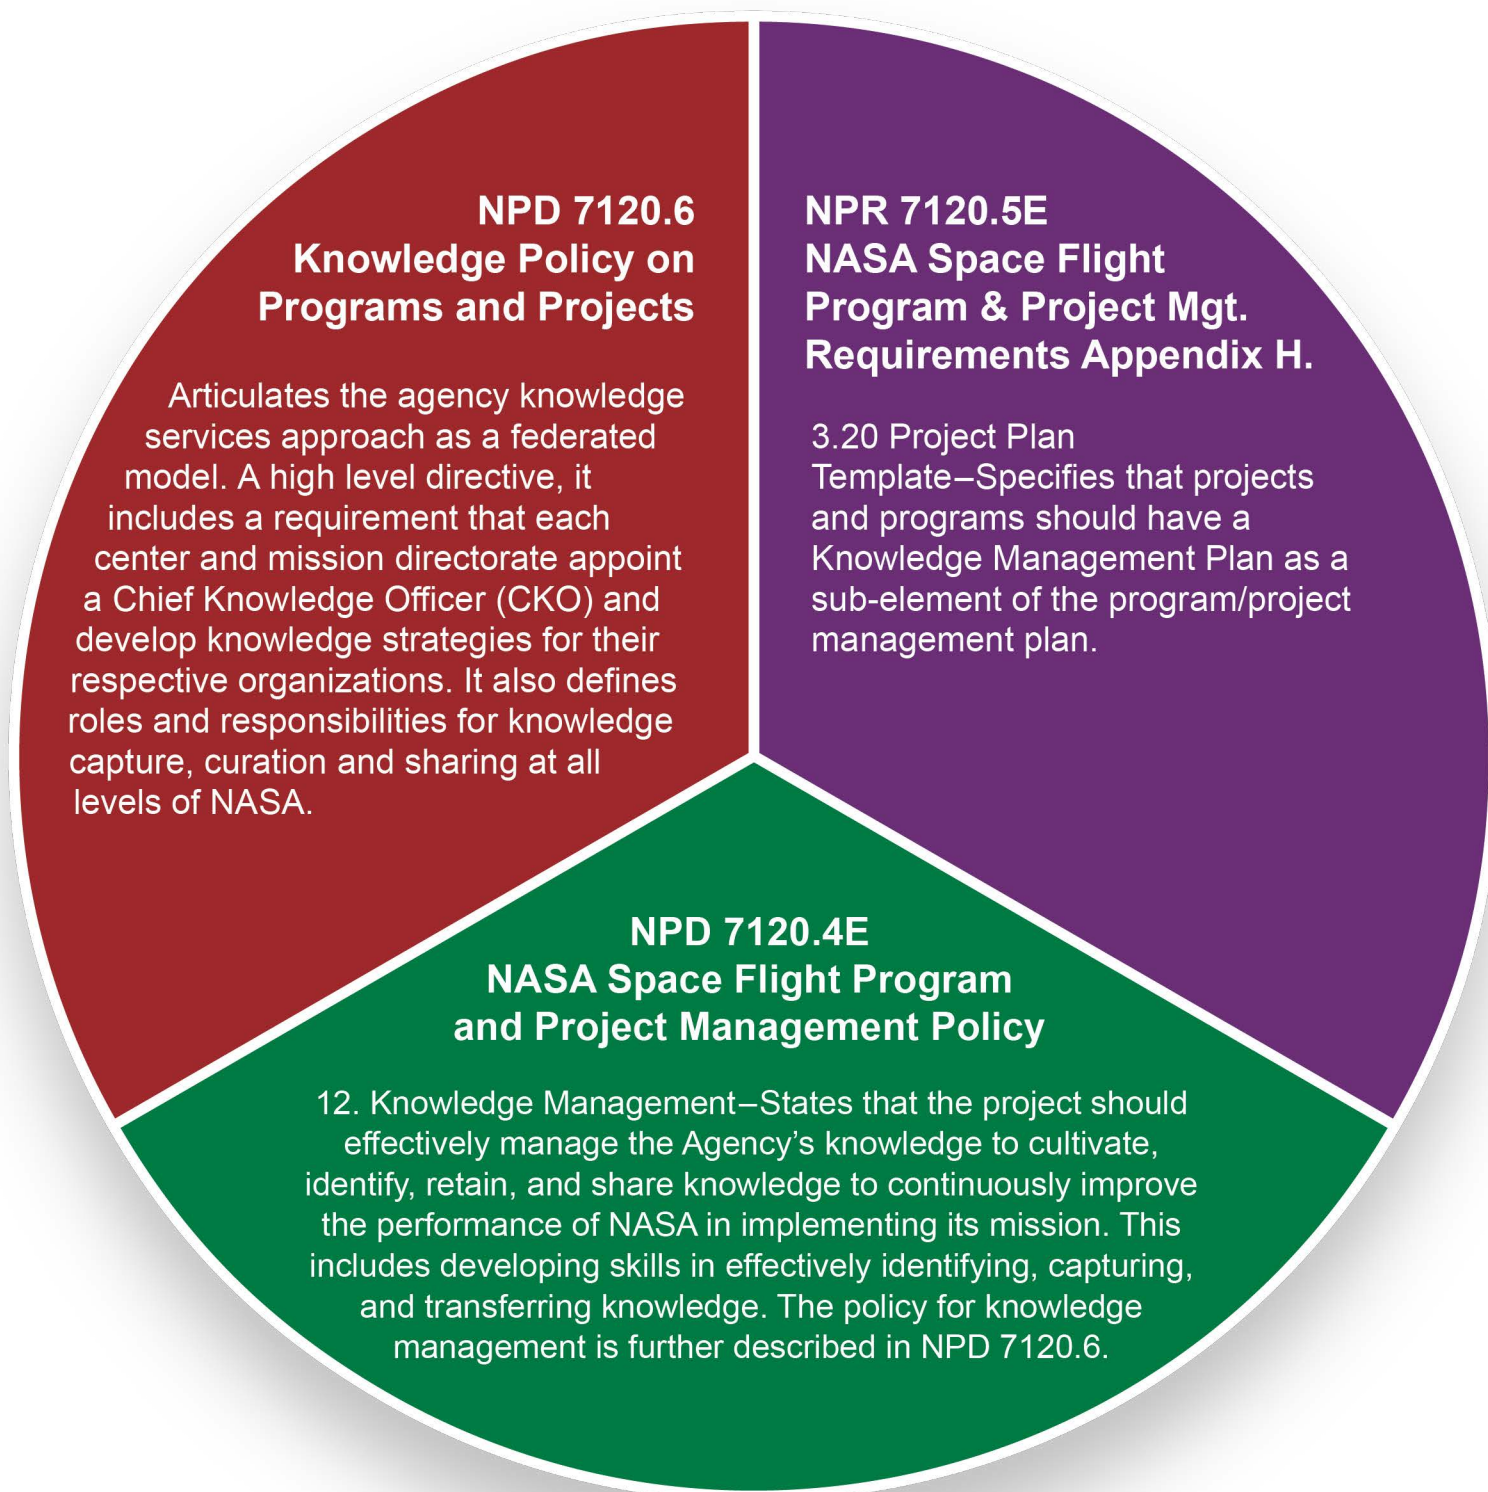 NPD 7120.6
Knowledge Policy on
Programs and Projects
Articulates the agency knowledge
services approach as a federated
model. A high level directive, it
includes a requirement that each
center and mission directorate appoint
a Chief Knowledge Officer (CKO) and
develop knowledge strategies for their
respective organizations. It also defines
roles and responsibilities for knowledge
capture, curation and sharing at all
levels of NASA.
NPR 7120.5E
NASA Space Flight
Program & Project Mgt.
Requirements Appendix H.
3.20 Project Plan
Template–Specifies that projects
and programs should have a
Knowledge Management Plan as a
sub-element of the program/project
management plan.
NPD 7120.4E
NASA Space Flight Program
and Project Management Policy
12. Knowledge Management–States that the project should
effectively manage the Agency’s knowledge to cultivate,
identify, retain, and share knowledge to continuously improve
the performance of NASA in implementing its mission. This
includes developing skills in effectively identifying, capturing,
and transferring knowledge. The policy for knowledge
management is further described in NPD 7120.6.